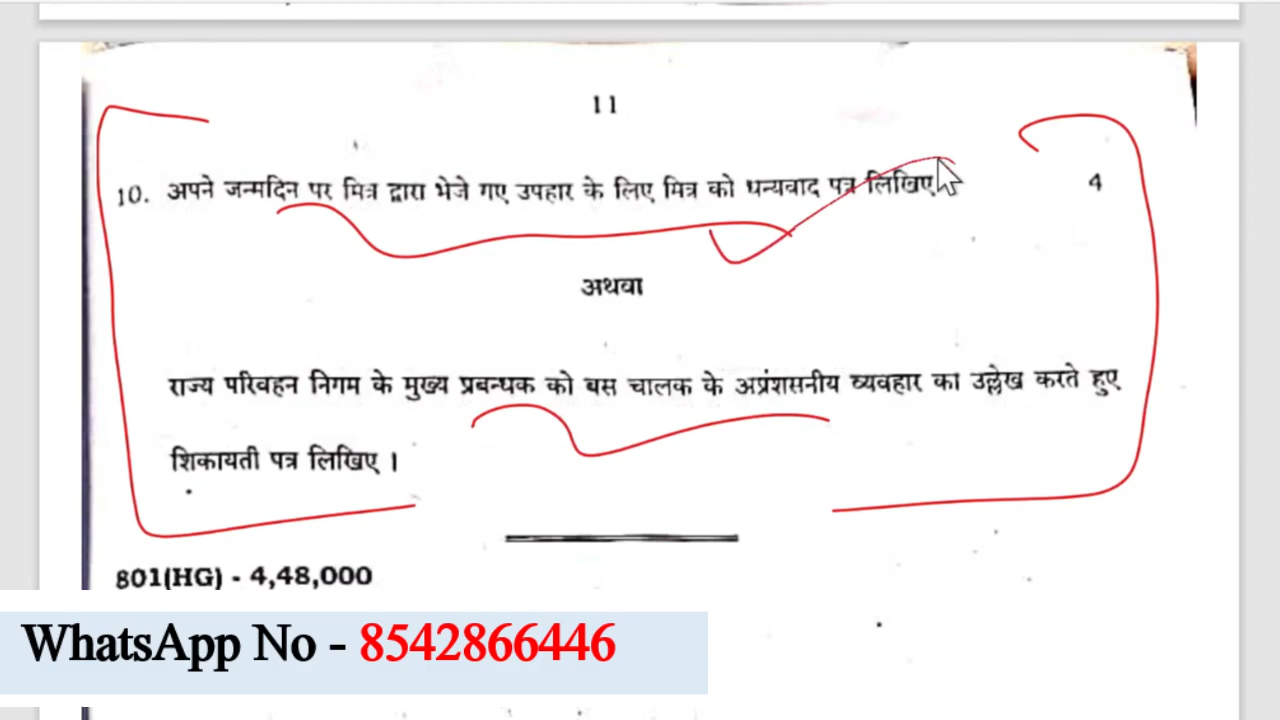 11
10. अपने जन्मदिन पर मित्र द्वारा भेजे गए उपहार के लिए मित्र को धन्यवाद पत्र लिखिए 4
अथवा
राज्य परिवहन निगम के मुख्य प्रबन्धक को बस चालक के अप्रंशसनीय व्यवहार का उल्लेख करते हुए
शिकायती पत्र लिखिए ।
801(HG) - 4,48,000
WhatsApp No - 8542866446